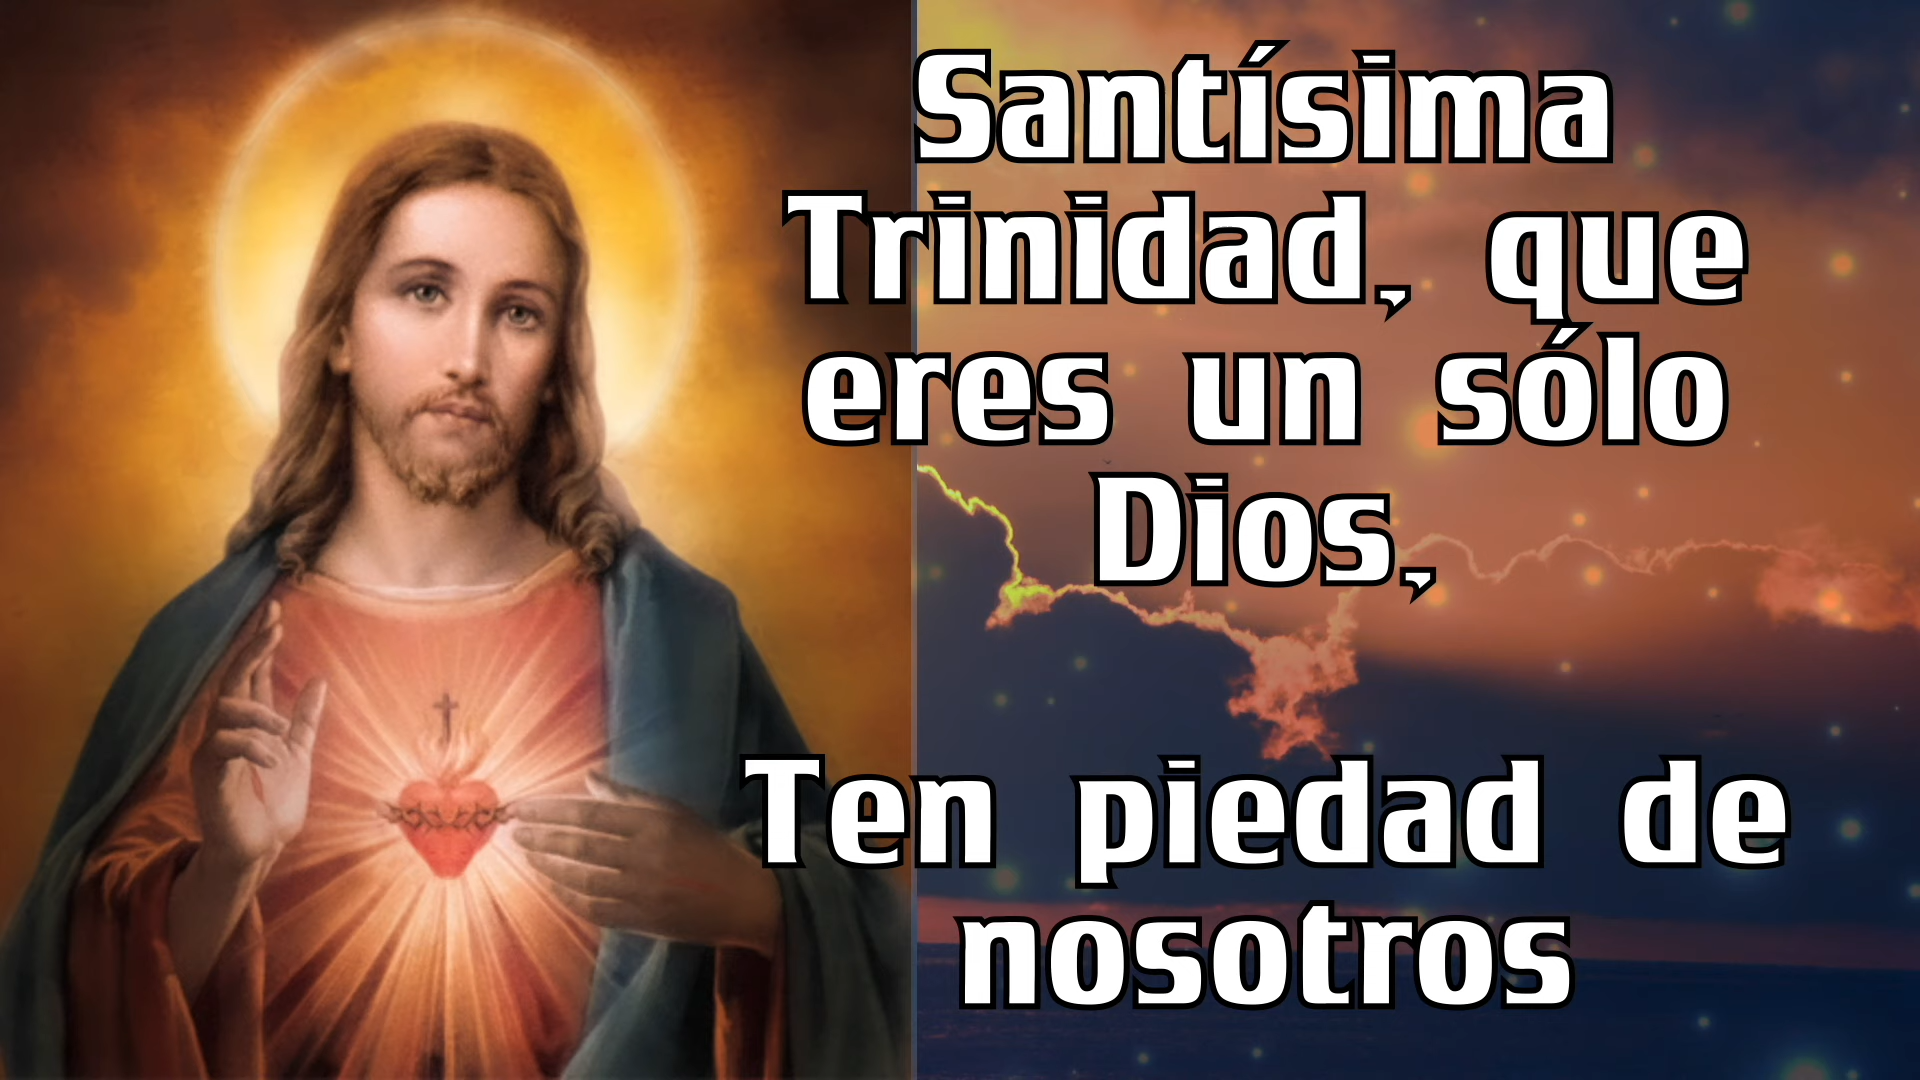 Santísima
Trinidad, que
eres un sólo
Dios,
Ten piedad de
nosotros